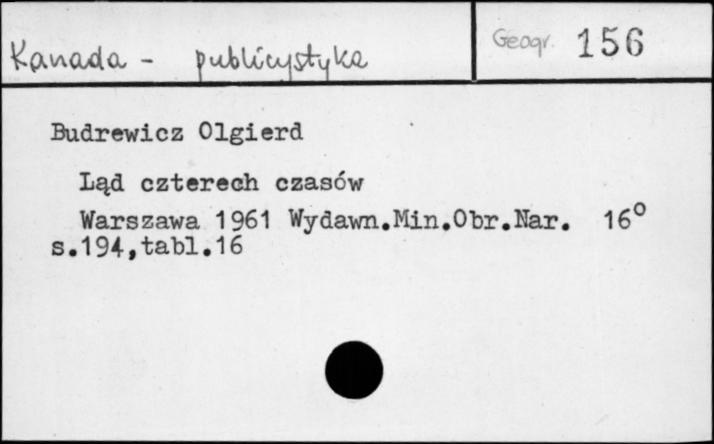 Kanada - publicystyka
Geogr. 156
Budrewicz Olgierd
Ląd czterech czasów
Warszawa 1961 Wydawn.Min.Obr.Nar. 16°
s.194,tabl.16